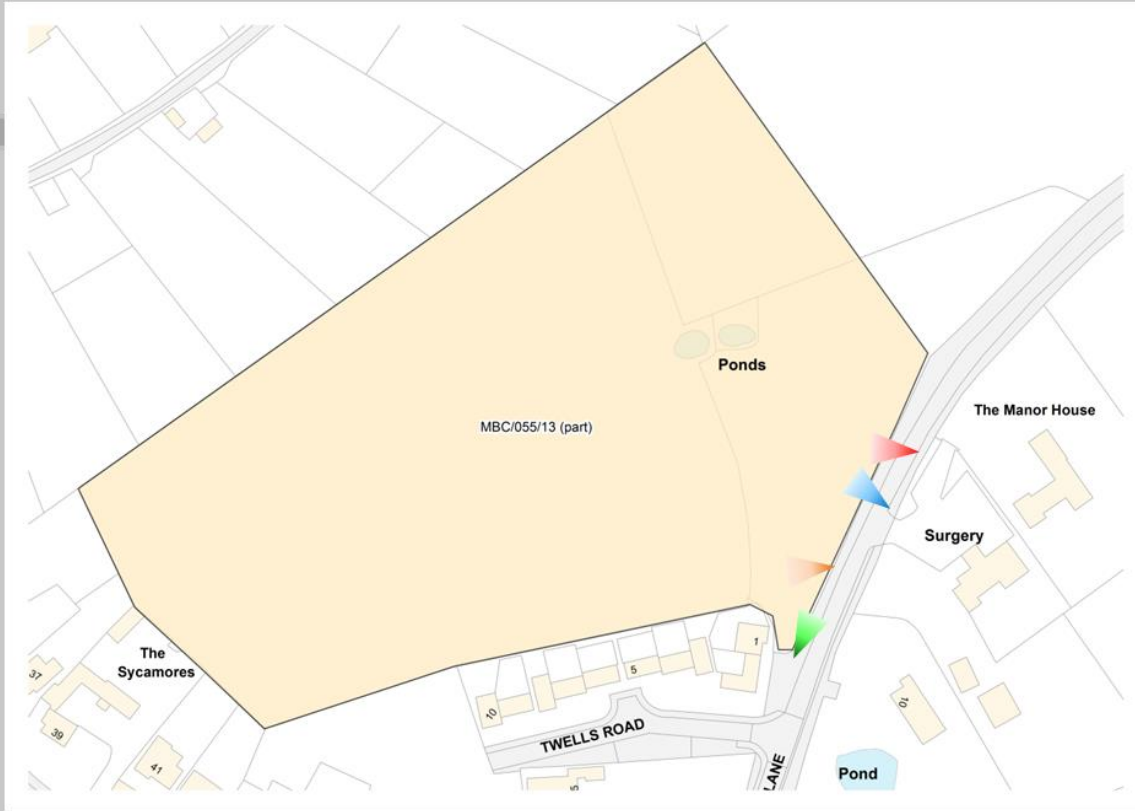 Ponds
The Manor House
MBC/055/13 (part)
Surgery
The
Sycamores
37
39
41
10
5
1
TWELLS ROAD
LANE
10
Pond